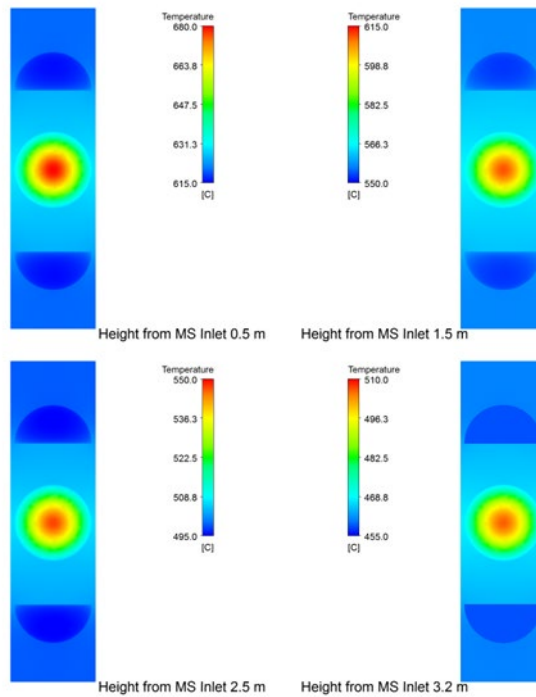 Temperature
680.0
663.8
647.5
631.3
615.0
[C]
Height from MS Inlet 0.5 m
Temperature
615.0
598.8
582.5
566.3
550.0
[C]
Height from MS Inlet 1.5 m
Temperature
550.0
536.3
522.5
508.8
495.0
[C]
Height from MS Inlet 2.5 m
Temperature
510.0
496.3
482.5
468.8
455.0
[C]
Height from MS Inlet 3.2 m